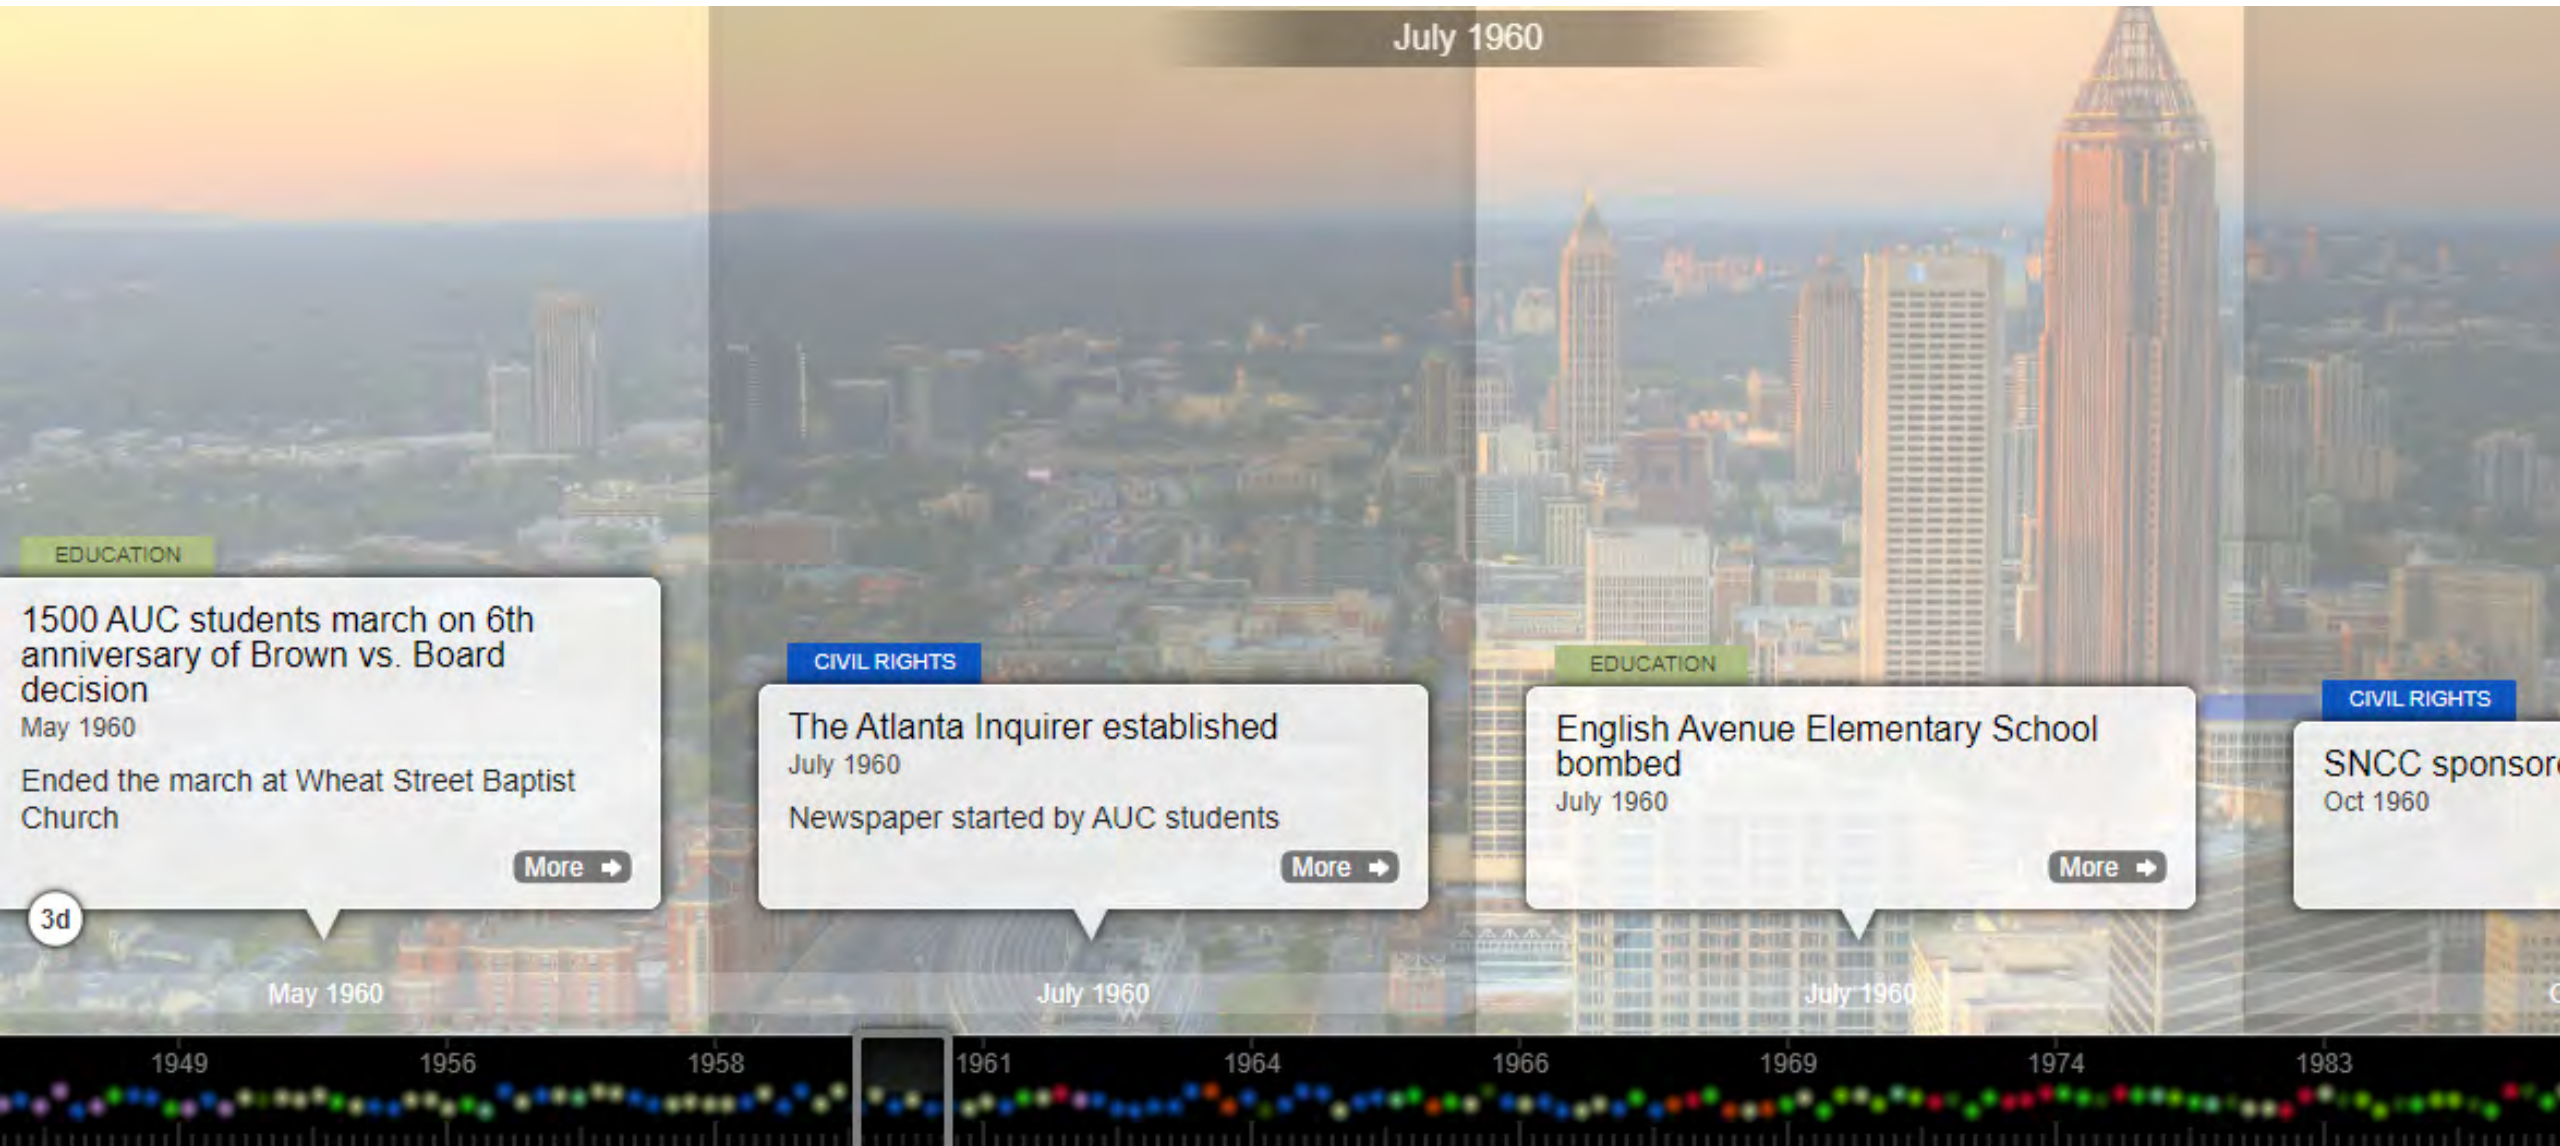 July 1960
EDUCATION
1500 AUC students march on 6th
anniversary of Brown vs. Board
decision
May 1960
Ended the march at Wheat Street Baptist
Church
More
3d
May 1960
CIVIL RIGHTS
The Atlanta Inquirer established
July 1960
Newspaper started by AUC students
More
July 1960
EDUCATION
English Avenue Elementary School
bombed
July 1960
More
July 1960
CIVIL RIGHTS
SNCC
Oct 1960
1949 1956 1958 1961 1964 1966 1969 1974 1983